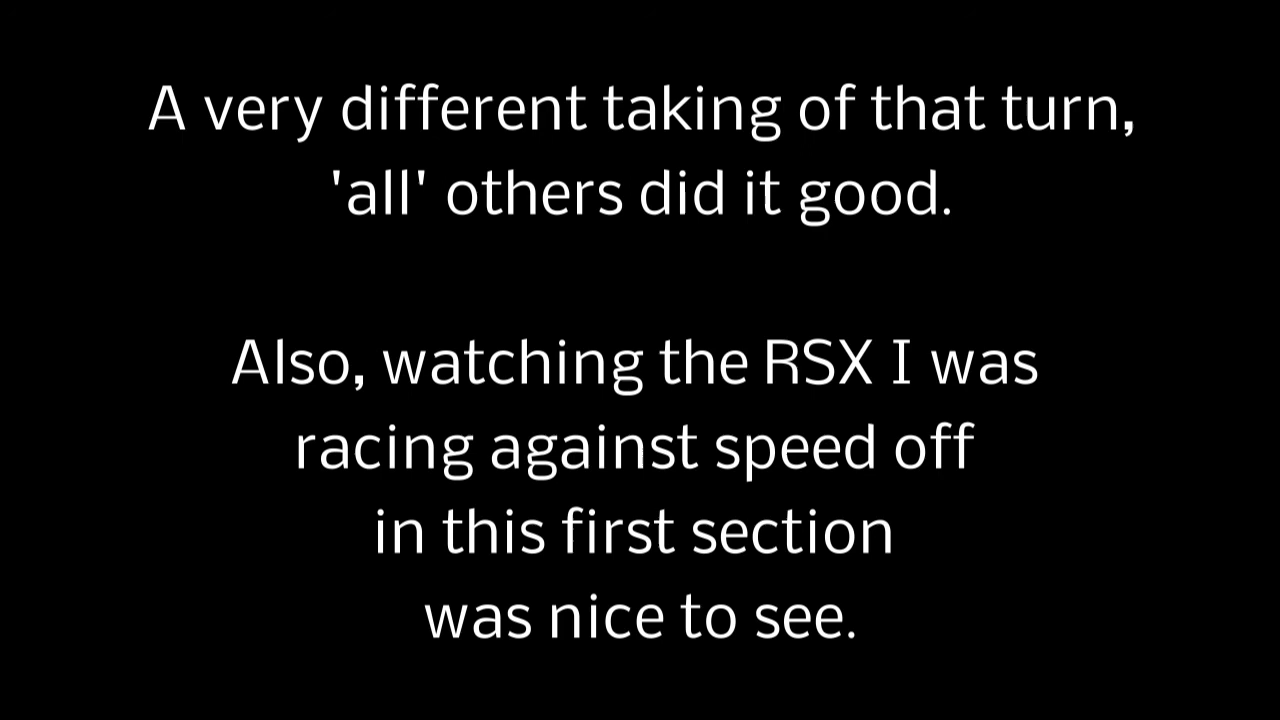 A very different taking of that turn,
'all' others did it good.
Also, watching the RSX I was
racing against speed off
in this first section
was nice to see.